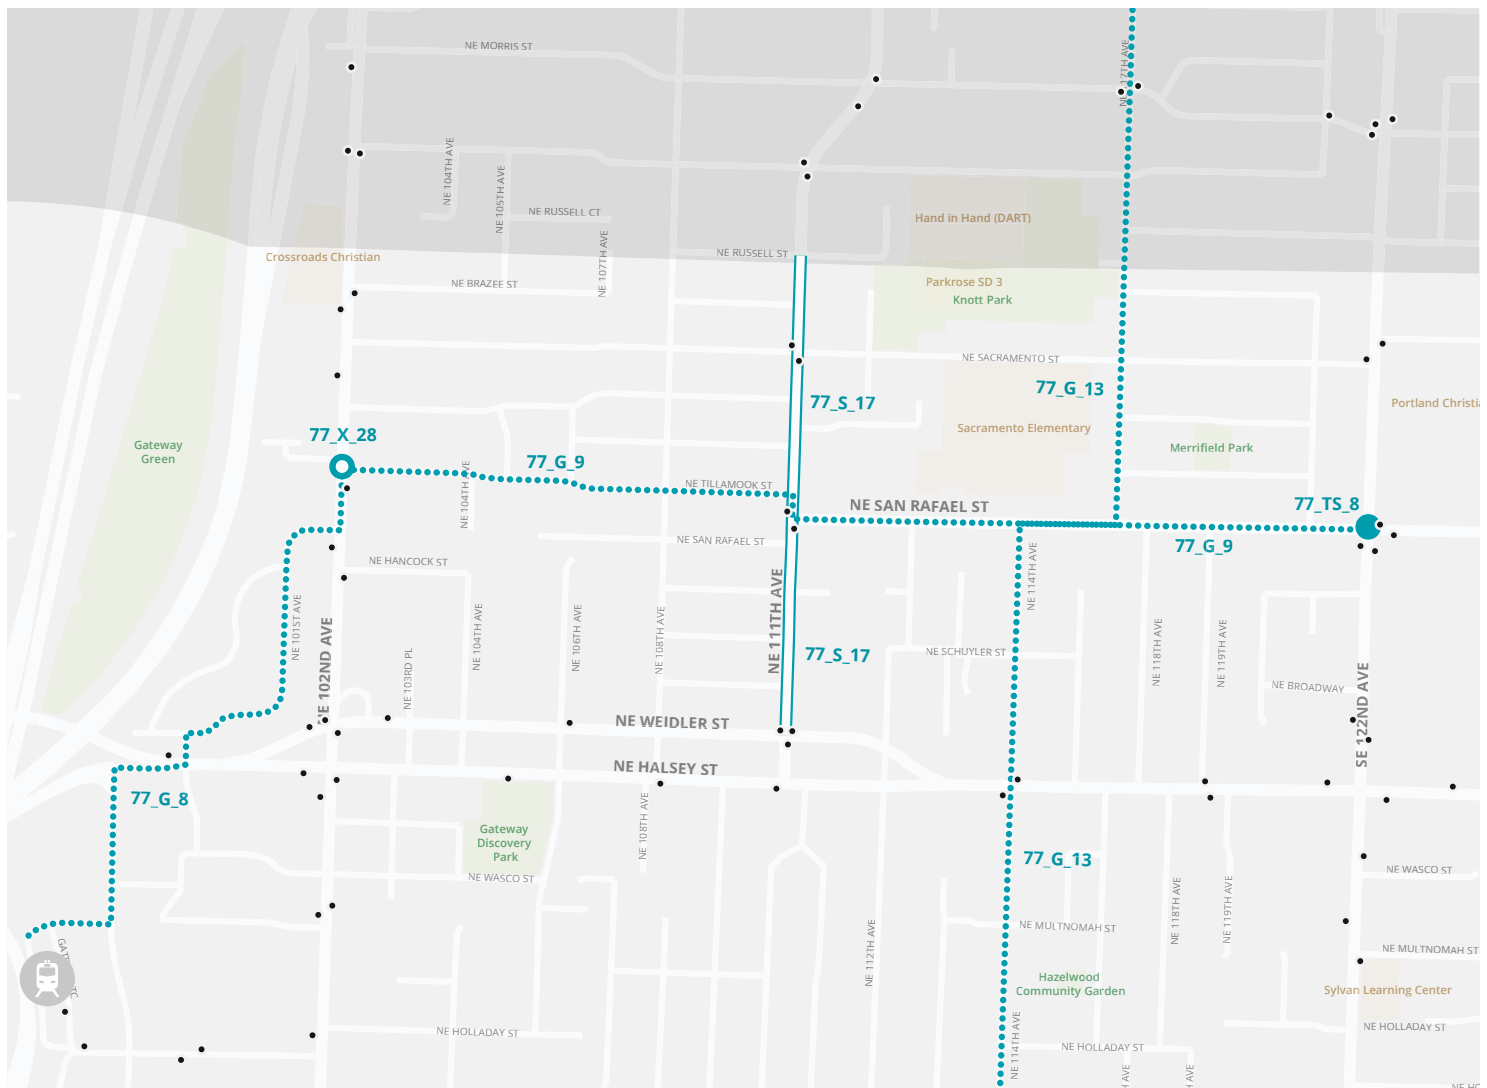 NE MORRIS ST
NE 117TH AVE
NE 104TH AVE
NE 105TH AVE
NE RUSSELL CT
Hand in Hand (DART)
NE 107TH AVE
NE RUSSELL ST
Crossroads Christian
NE BRAZEE ST
Parkrose SD 3
Knott Park
NE SACRAMENTO ST
77_G_13
77_S_17
Portland Christia
Sacramento Elementary
77_X_28
Gateway
Green
Merrifield Park
77_G_9
NE 104TH AVE
NE TILLAMOOK ST
NE SAN RAFAEL ST
77_TS_8
NE SAN RAFAEL ST
77_G_9
NE HANCOCK ST
NE 114TH AVE
NE 101ST AVE
NE 102ND AVE
NE 103RD PL
NE 104TH AVE
NE 106TH AVE
NE 108TH AVE
NE 111TH AVE
77_S_17
NE SCHUYLER ST
NE 118TH AVE
NE 119TH AVE
NE BROADWAY
SE 122ND AVE
NE WEIDLER ST
NE HALSEY ST
77_G_8
NE 108TH AVE
Gateway
Discovery
Park
77_G_13
NE WASCO ST
NE WASCO ST
NE 112TH AVE
NE 118TH AVE
NE 119TH AVE
NE MULTNOMAH ST
NE MULTNOMAH ST
Hazelwood
Community Garden
Sylvan Learning Center
NE HOLLADAY ST
NE 114TH AVE
NE HOLLADAY ST
NE HOLLADAY ST
AVE
AVE
NE HO